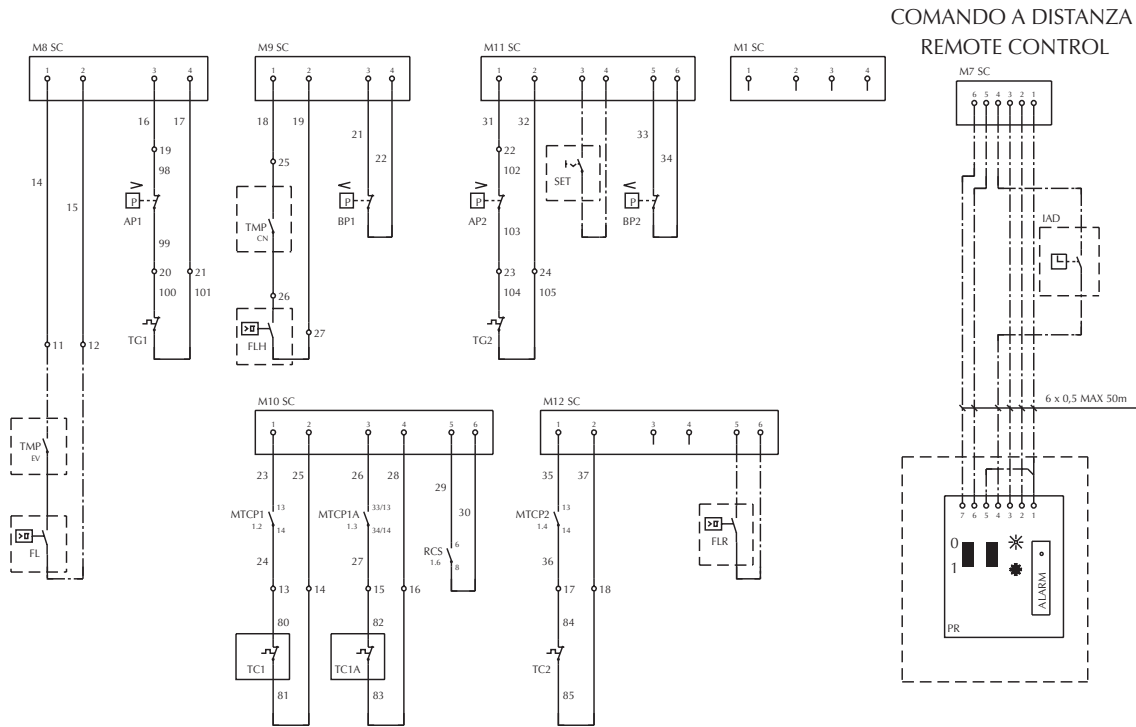 COMANDO A DISTANZA
REMOTE CONTROL
M8 SC
1 2 3 4
M9 SC
1 2 3 4
M11 SC
1 2 3 4 5 6
M1 SC
1 2 3 4
M7 SC
6 5 4 3 2 1
14
15
16
17
19
98
P
AP1
99
20
21
100
101
TG1
11
12
TMP
EV
FL
18
19
25
TMP
CN
26
FLH
27
21
22
P
BP1
31
32
22
102
P
AP2
103
23
24
104
105
TG2
SET
33
34
P
BP2
IAD
6 x 0,5 MAX 50m
M10 SC
1 2 3 4 5 6
23
25
MTCP1
1.2
13
14
24
13
14
80
TC1
81
26
28
MTCP1A
1.3
33/13
34/14
27
15
16
82
TC1A
83
29
30
RCS
1.6
6
8
M12 SC
1 2 3 4 5 6
35
37
MTCP2
1.4
13
14
36
17
18
84
TC2
85
FLR
7 6 5 4 3 2 1
0
1
ALARM
PR